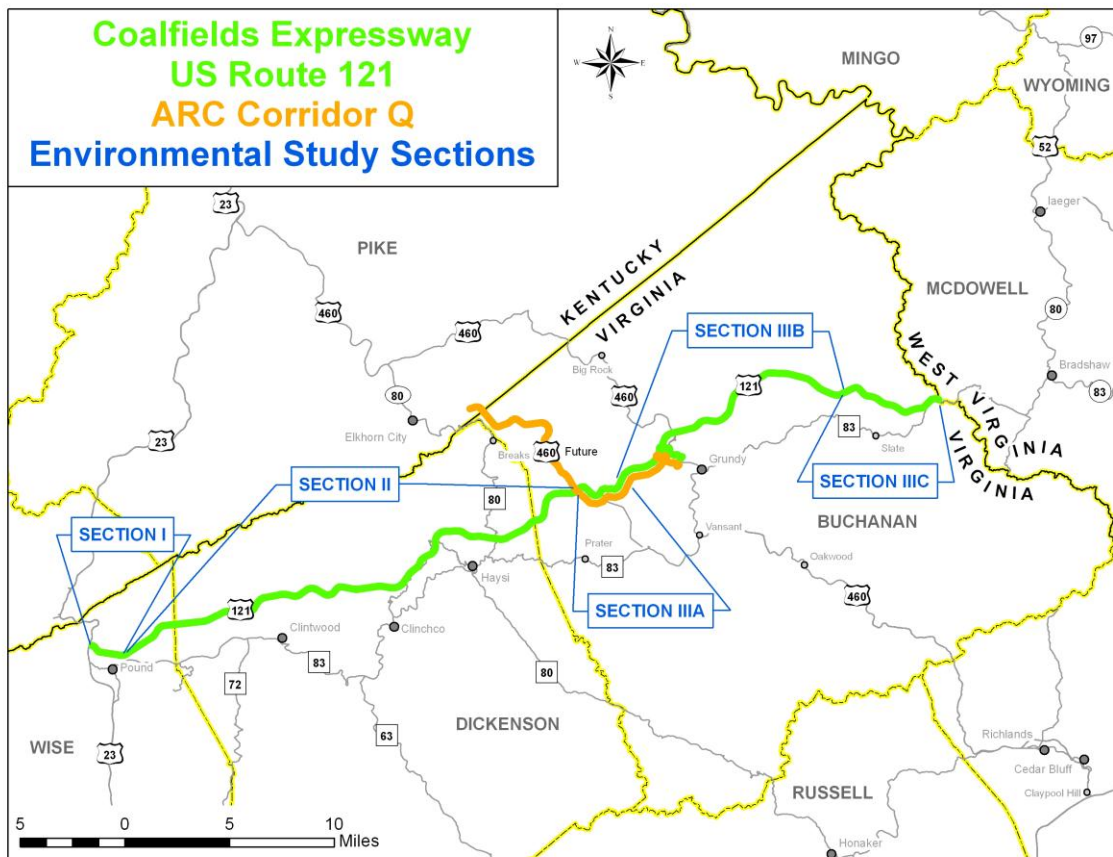 Coalfields Expressway
US Route 121
ARC Corridor Q
Environmental Study Sections
N
W E
S
MINGO
97
WYOMING
52
Iaeger
23
PIKE
KENTUCKY
VIRGINIA
MCDOWELL
460
460
80
Bradshaw
83
SECTION IIIB
Big Rock
WEST VIRGINIA
VIRGINIA
121
460
80
Elkhorn City
23
83
Slate
Breaks
460 Future
Grundy
SECTION II
SECTION IIIC
80
BUCHANAN
SECTION I
Vansant
Prater
83
Oakwood
Haysi
460
SECTION IIIA
121
Clinchco
Clintwood
83
Pound
80
72
DICKENSON
63
WISE
23
Richlands
Cedar Bluff
RUSSELL
Claypool Hill
5 0 5 10
Miles
Honaker